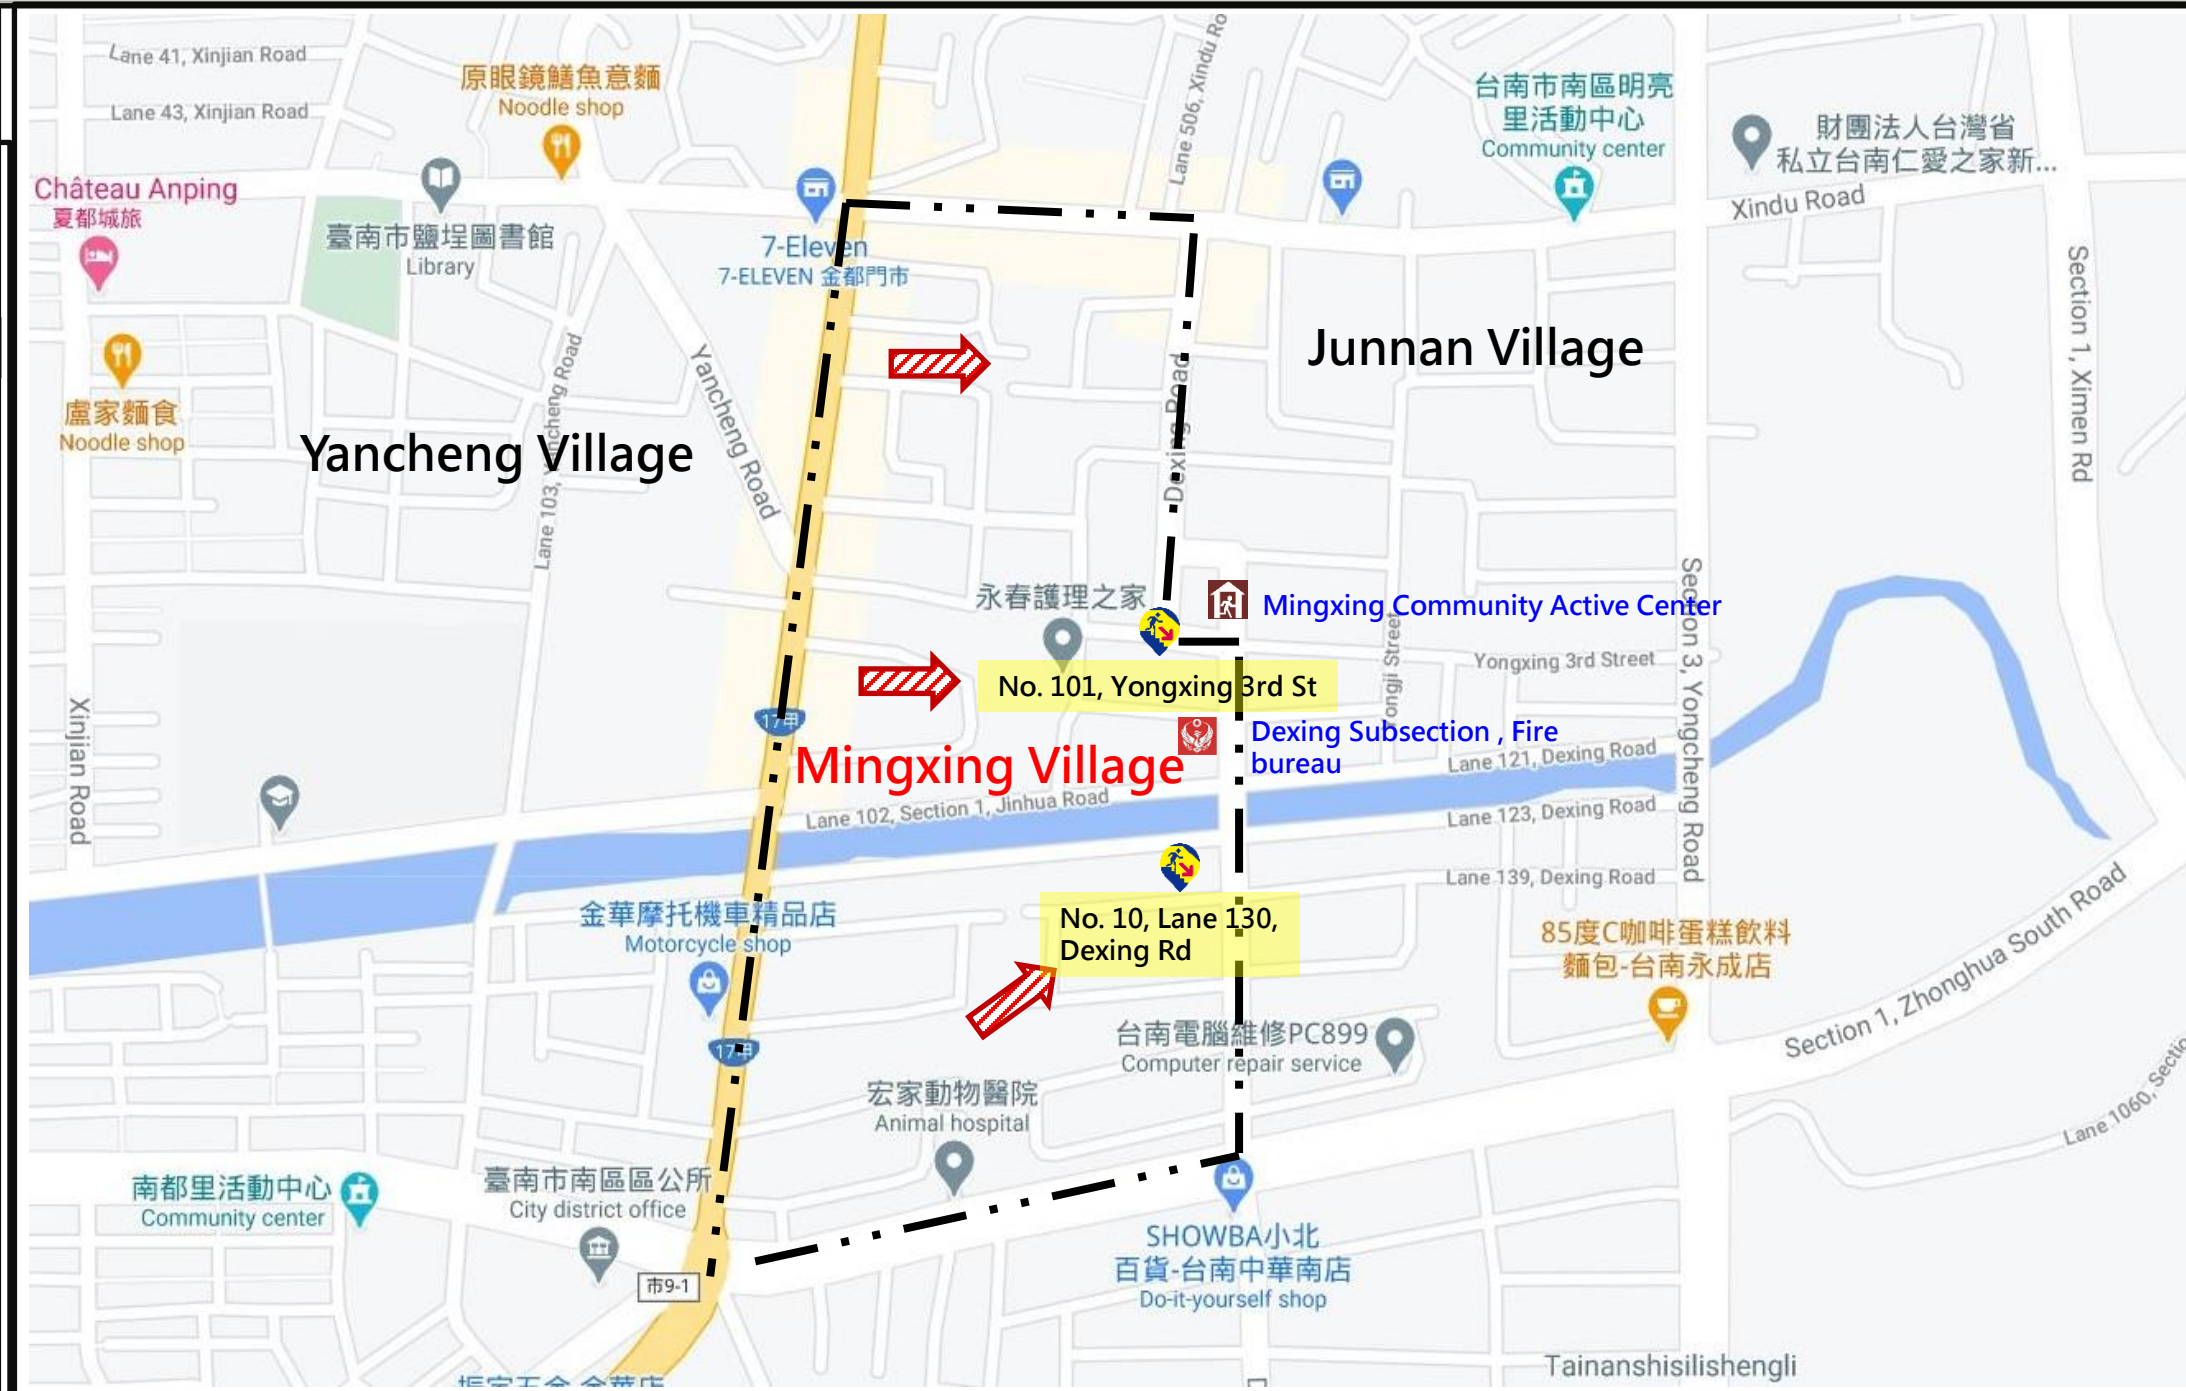 Lane 41, Xinjian Road
Lane 43, Xinjian Road
原眼鏡鱔魚意麵
Noodle shop
Lane 506, Xindu Ro
台南市南區明亮
里活動中心
Community center
財團法人台灣省
私立台南仁愛之家新...
Xindu Road
Château Anping
夏都城旅
臺南市鹽埕圖書館
Library
7-Eleven
7-ELEVEN 金都門市
Section 1, Ximen Rd
Junnan Village
盧家麵食
Noodle shop
Yancheng Village
Lane 103, Yancheng Road
Yancheng Road
Dexing Road
永春護理之家
Mingxing Community Active Center
Yongji Street
Yongxing 3rd Street
Section 3, Yongcheng Road
No. 101, Yongxing 3rd St
Xinjian Road
17甲
Mingxing Village
Dexing Subsection , Fire
bureau
Lane 121, Dexing Road
Lane 102, Section 1, Jinhua Road
Lane 123, Dexing Road
Lane 139, Dexing Road
金華摩托機車精品店
Motorcycle shop
No. 10, Lane 130,
Dexing Rd
85度C咖啡蛋糕飲料
麵包-台南永成店
Section 1, Zhonghua South Road
17甲
台南電腦維修PC899
Computer repair service
宏家動物醫院
Animal hospital
Lane 1060, Sectio
南都里活動中心
Community center
臺南市南區區公所
City district office
市9-1
SHOWBA小北
百貨-台南中華南店
Do-it-yourself shop
Tainanshisilishengli